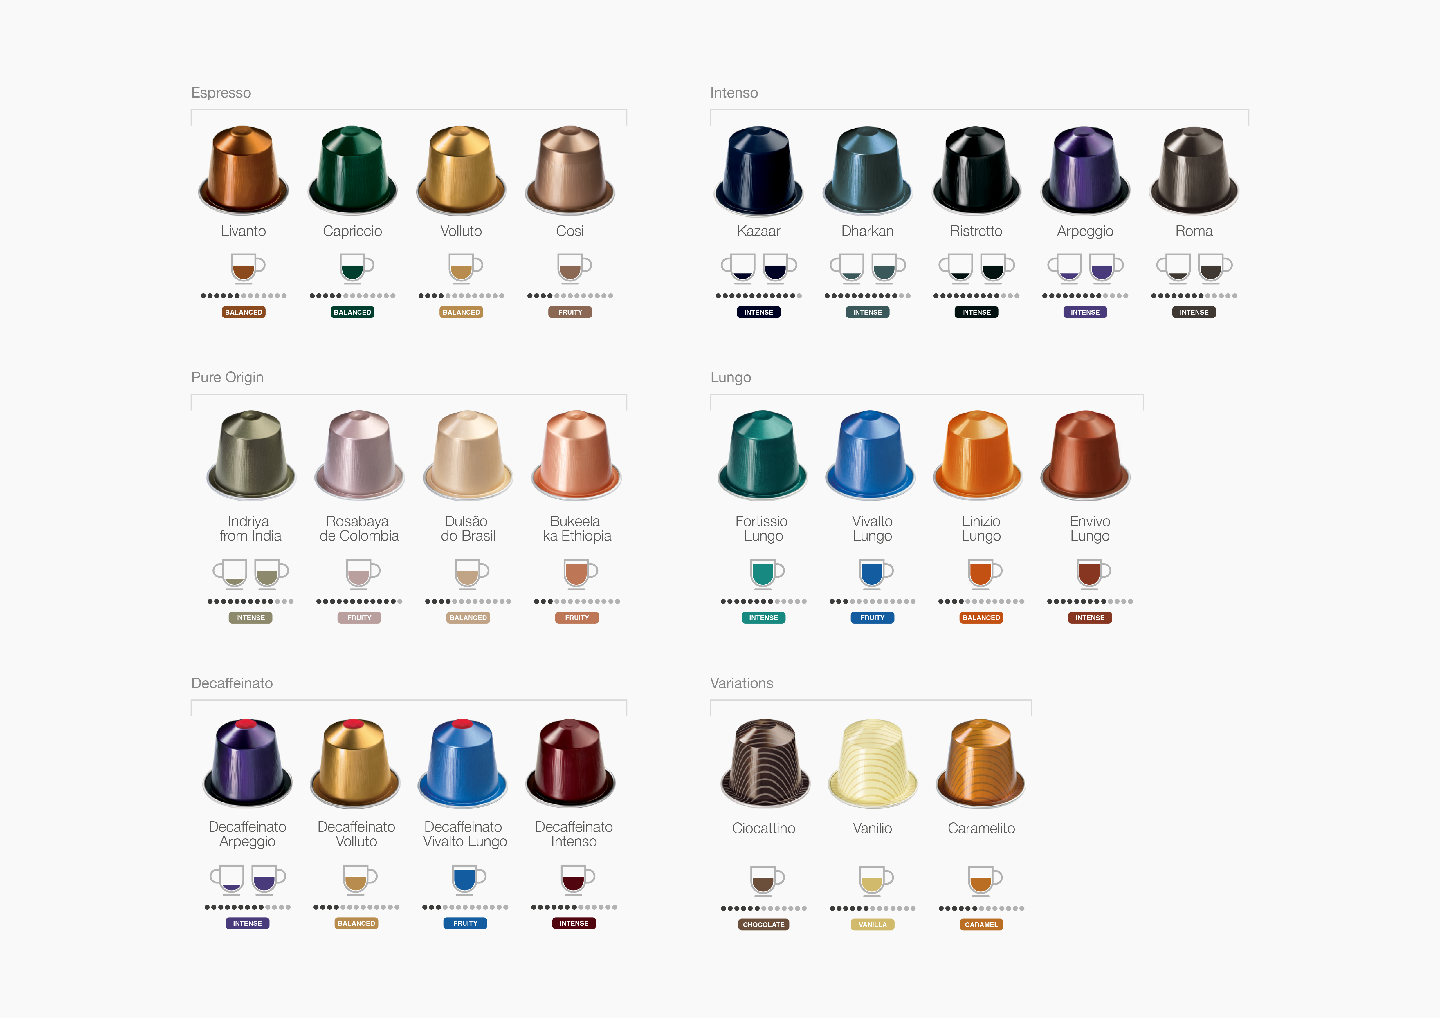 Espresso
Livanto
Capriccio
Volluto
Cosi
BALANCED
BALANCED
BALANCED
FRUITY
Intenso
Kazaar
Dharkan
Ristretto
Arpeggio
Roma
INTENSE
INTENSE
INTENSE
INTENSE
INTENSE
Pure Origin
Indriya
from India
Rosabaya
de Colombia
Dulsão
do Brasil
Bukeela
ka Ethiopia
INTENSE
FRUITY
BALANCED
FRUITY
Lungo
Fortissio
Lungo
Vivalto
Lungo
Linizio
Lungo
Envivo
Lungo
INTENSE
FRUITY
BALANCED
INTENSE
Decaffeinato
Decaffeinato
Arpeggio
Decaffeinato
Volluto
Decaffeinato
Vivalto Lungo
Decaffeinato
Intenso
INTENSE
BALANCED
FRUITY
INTENSE
Variations
Ciocattino
Vanilio
Caramelito
CHOCOLATE
VANILLA
CARAMEL